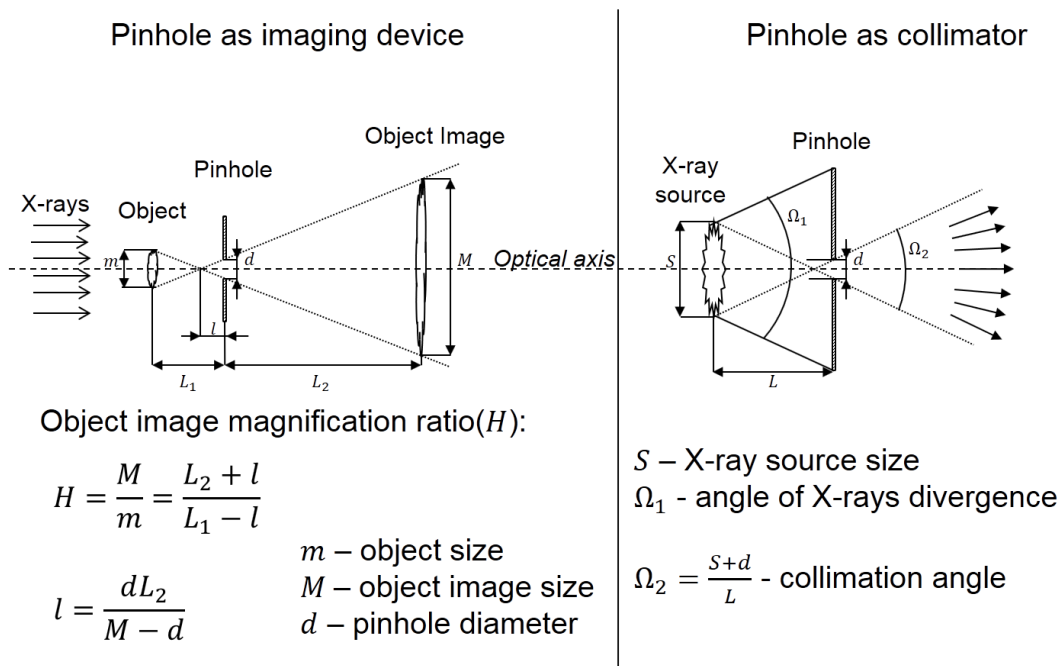 Pinhole as imaging device
Object Image
Pinhole
X-rays
Object
m
d
M
l
L₁
L₂
Optical axis
Object image magnification ratio(H):
H = M/m = (L₂ + l)/(L₁ − l)
l = dL₂/(M − d)
m – object size
M – object image size
d – pinhole diameter
Pinhole as collimator
Pinhole
X-ray
source
Ω₁
Ω₂
S
d
L
S – X-ray source size
Ω₁ - angle of X-rays divergence
Ω₂ = (S+d)/L - collimation angle